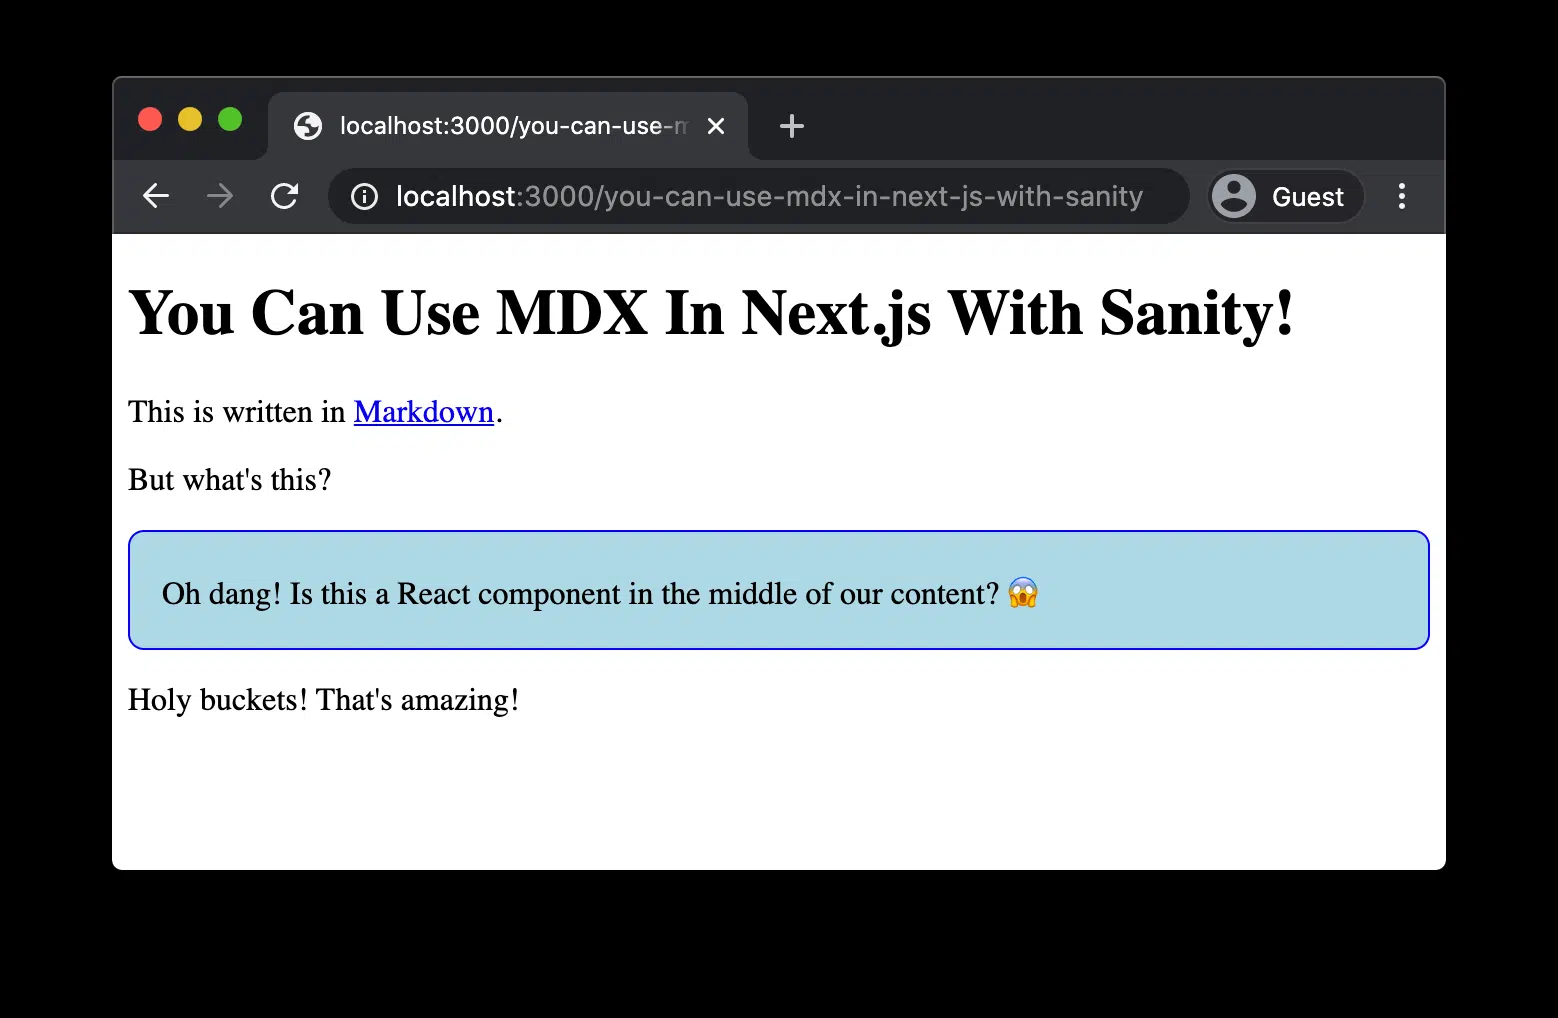 localhost:3000/you-can-use-m
localhost:3000/you-can-use-mdx-in-next-js-with-sanity
Guest
You Can Use MDX In Next.js With Sanity!
This is written in Markdown.
But what's this?
Oh dang! Is this a React component in the middle of our content? 😱
Holy buckets! That's amazing!